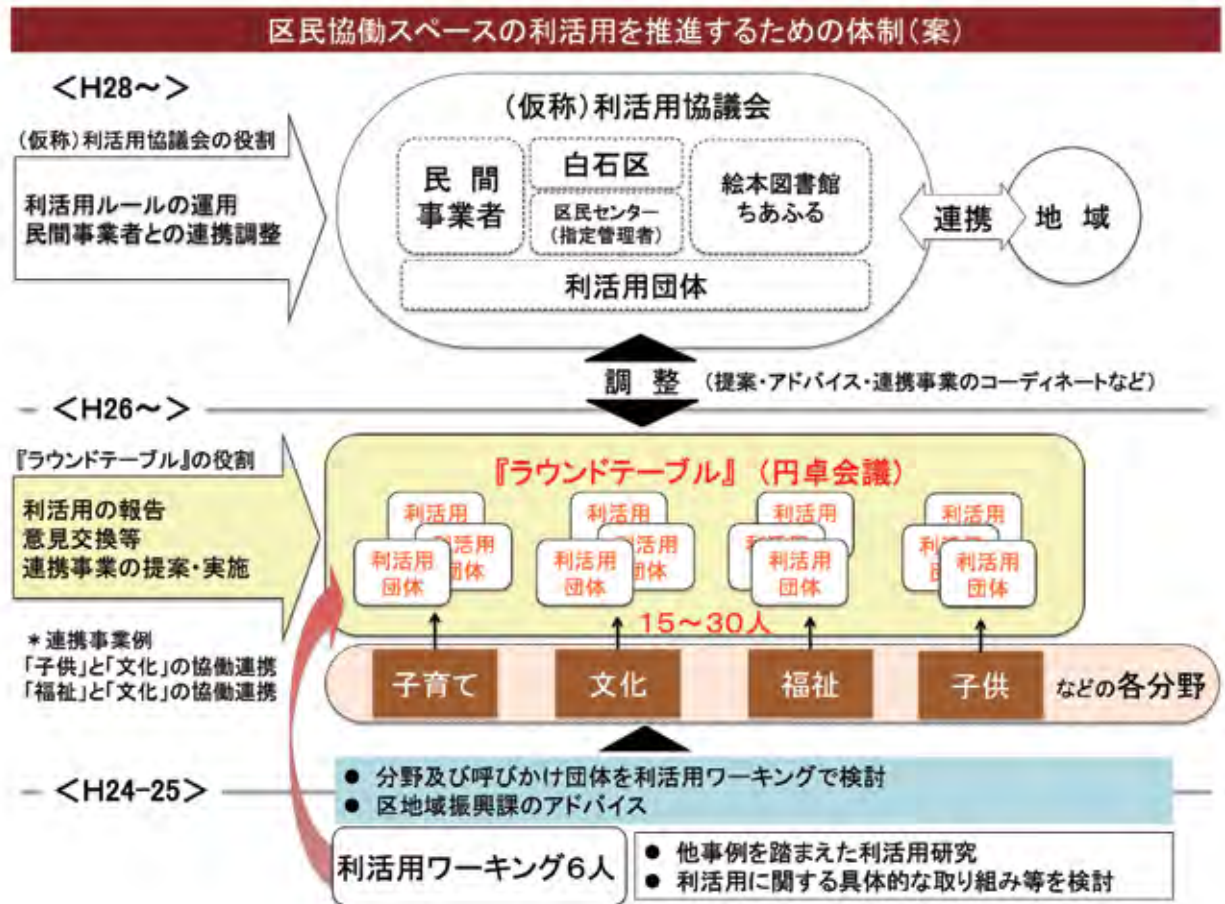 区民協働スペースの利活用を推進するための体制(案)
＜H28～＞
(仮称)利活用協議会の役割
利活用ルールの運用
民間事業者との連携調整
(仮称)利活用協議会
民間
事業者
白石区
区民センター
(指定管理者)
絵本図書館
ちあふる
利活用団体
連携
地域
調整 (提案・アドバイス・連携事業のコーディネートなど)
＜H26～＞
『ラウンドテーブル』の役割
利活用の報告
意見交換等
連携事業の提案・実施
＊連携事業例
「子供」と「文化」の協働連携
「福祉」と「文化」の協働連携
『ラウンドテーブル』 (円卓会議)
利活用
活用
団体
利活用
団体
利活用
活用
団体
利活用
団体
利活用
利活用
団体
利活用
利活用
団体
15～30人
子育て
文化
福祉
子供
などの各分野
＜H24-25＞
● 分野及び呼びかけ団体を利活用ワーキングで検討
● 区地域振興課のアドバイス
利活用ワーキング6人
● 他事例を踏まえた利活用研究
● 利活用に関する具体的な取り組み等を検討